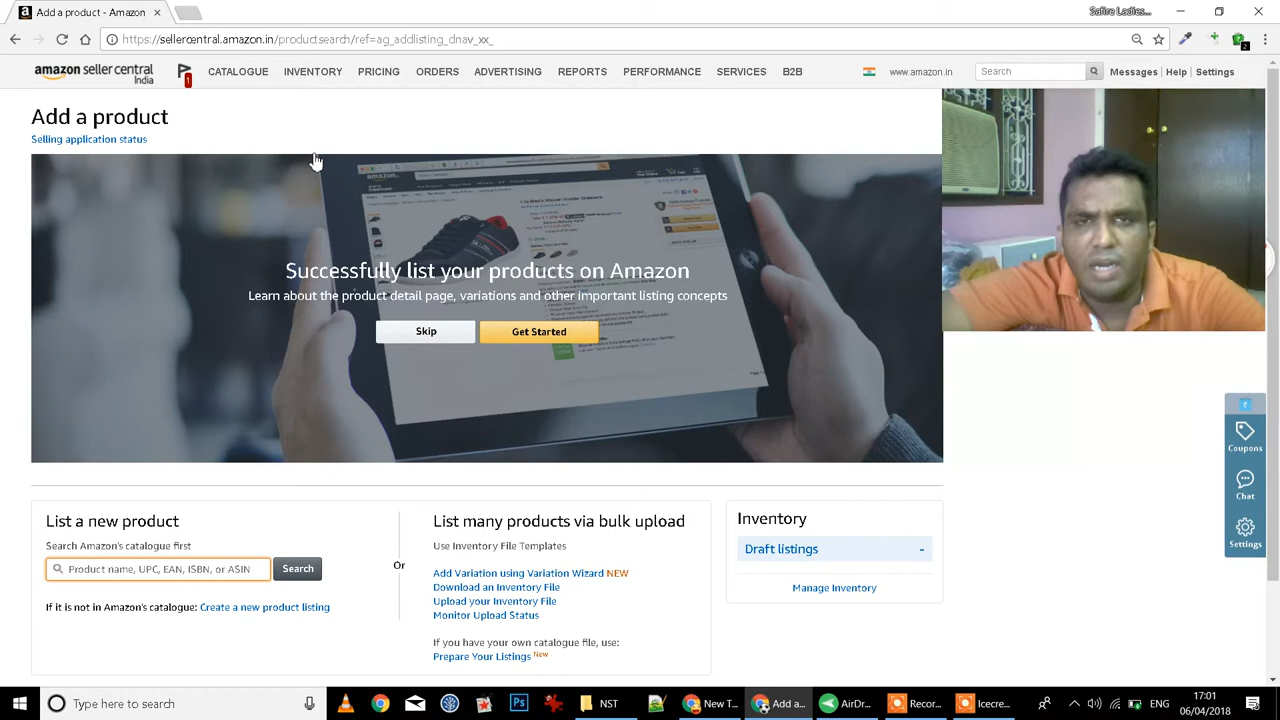 Add a product - Amazon
Safire Ladies...
https://sellercentral.amazon.in/productsearch/ref=ag_addlisting_dnav_xx_
2
amazon seller central
India
1
CATALOGUE INVENTORY PRICING ORDERS ADVERTISING REPORTS PERFORMANCE SERVICES B2B
www.amazon.in
Search
Messages | Help | Settings
Add a product
Selling application status
amazon
Successfully list your products on Amazon
Learn about the product detail page, variations and other important listing concepts
Skip
Get Started
Coupons
Chat
Settings
List a new product
Search Amazon's catalogue first
Product name, UPC, EAN, ISBN, or ASIN
Search
If it is not in Amazon's catalogue: Create a new product listing
Or
List many products via bulk upload
Use Inventory File Templates
Add Variation using Variation Wizard NEW
Download an Inventory File
Upload your Inventory File
Monitor Upload Status
If you have your own catalogue file, use:
Prepare Your Listings New
Inventory
Draft listings -
Manage Inventory
Type here to search
Ps
NST
New T...
Add a...
AirDr...
Recor...
Icecre...
ENG
17:01
06/04/2018